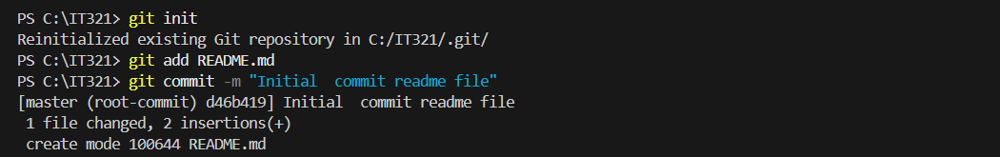 PS C:\IT321> git init
Reinitialized existing Git repository in C:/IT321/.git/
PS C:\IT321> git add README.md
PS C:\IT321> git commit -m "Initial  commit readme file"
[master (root-commit) d46b419] Initial  commit readme file
 1 file changed, 2 insertions(+)
 create mode 100644 README.md